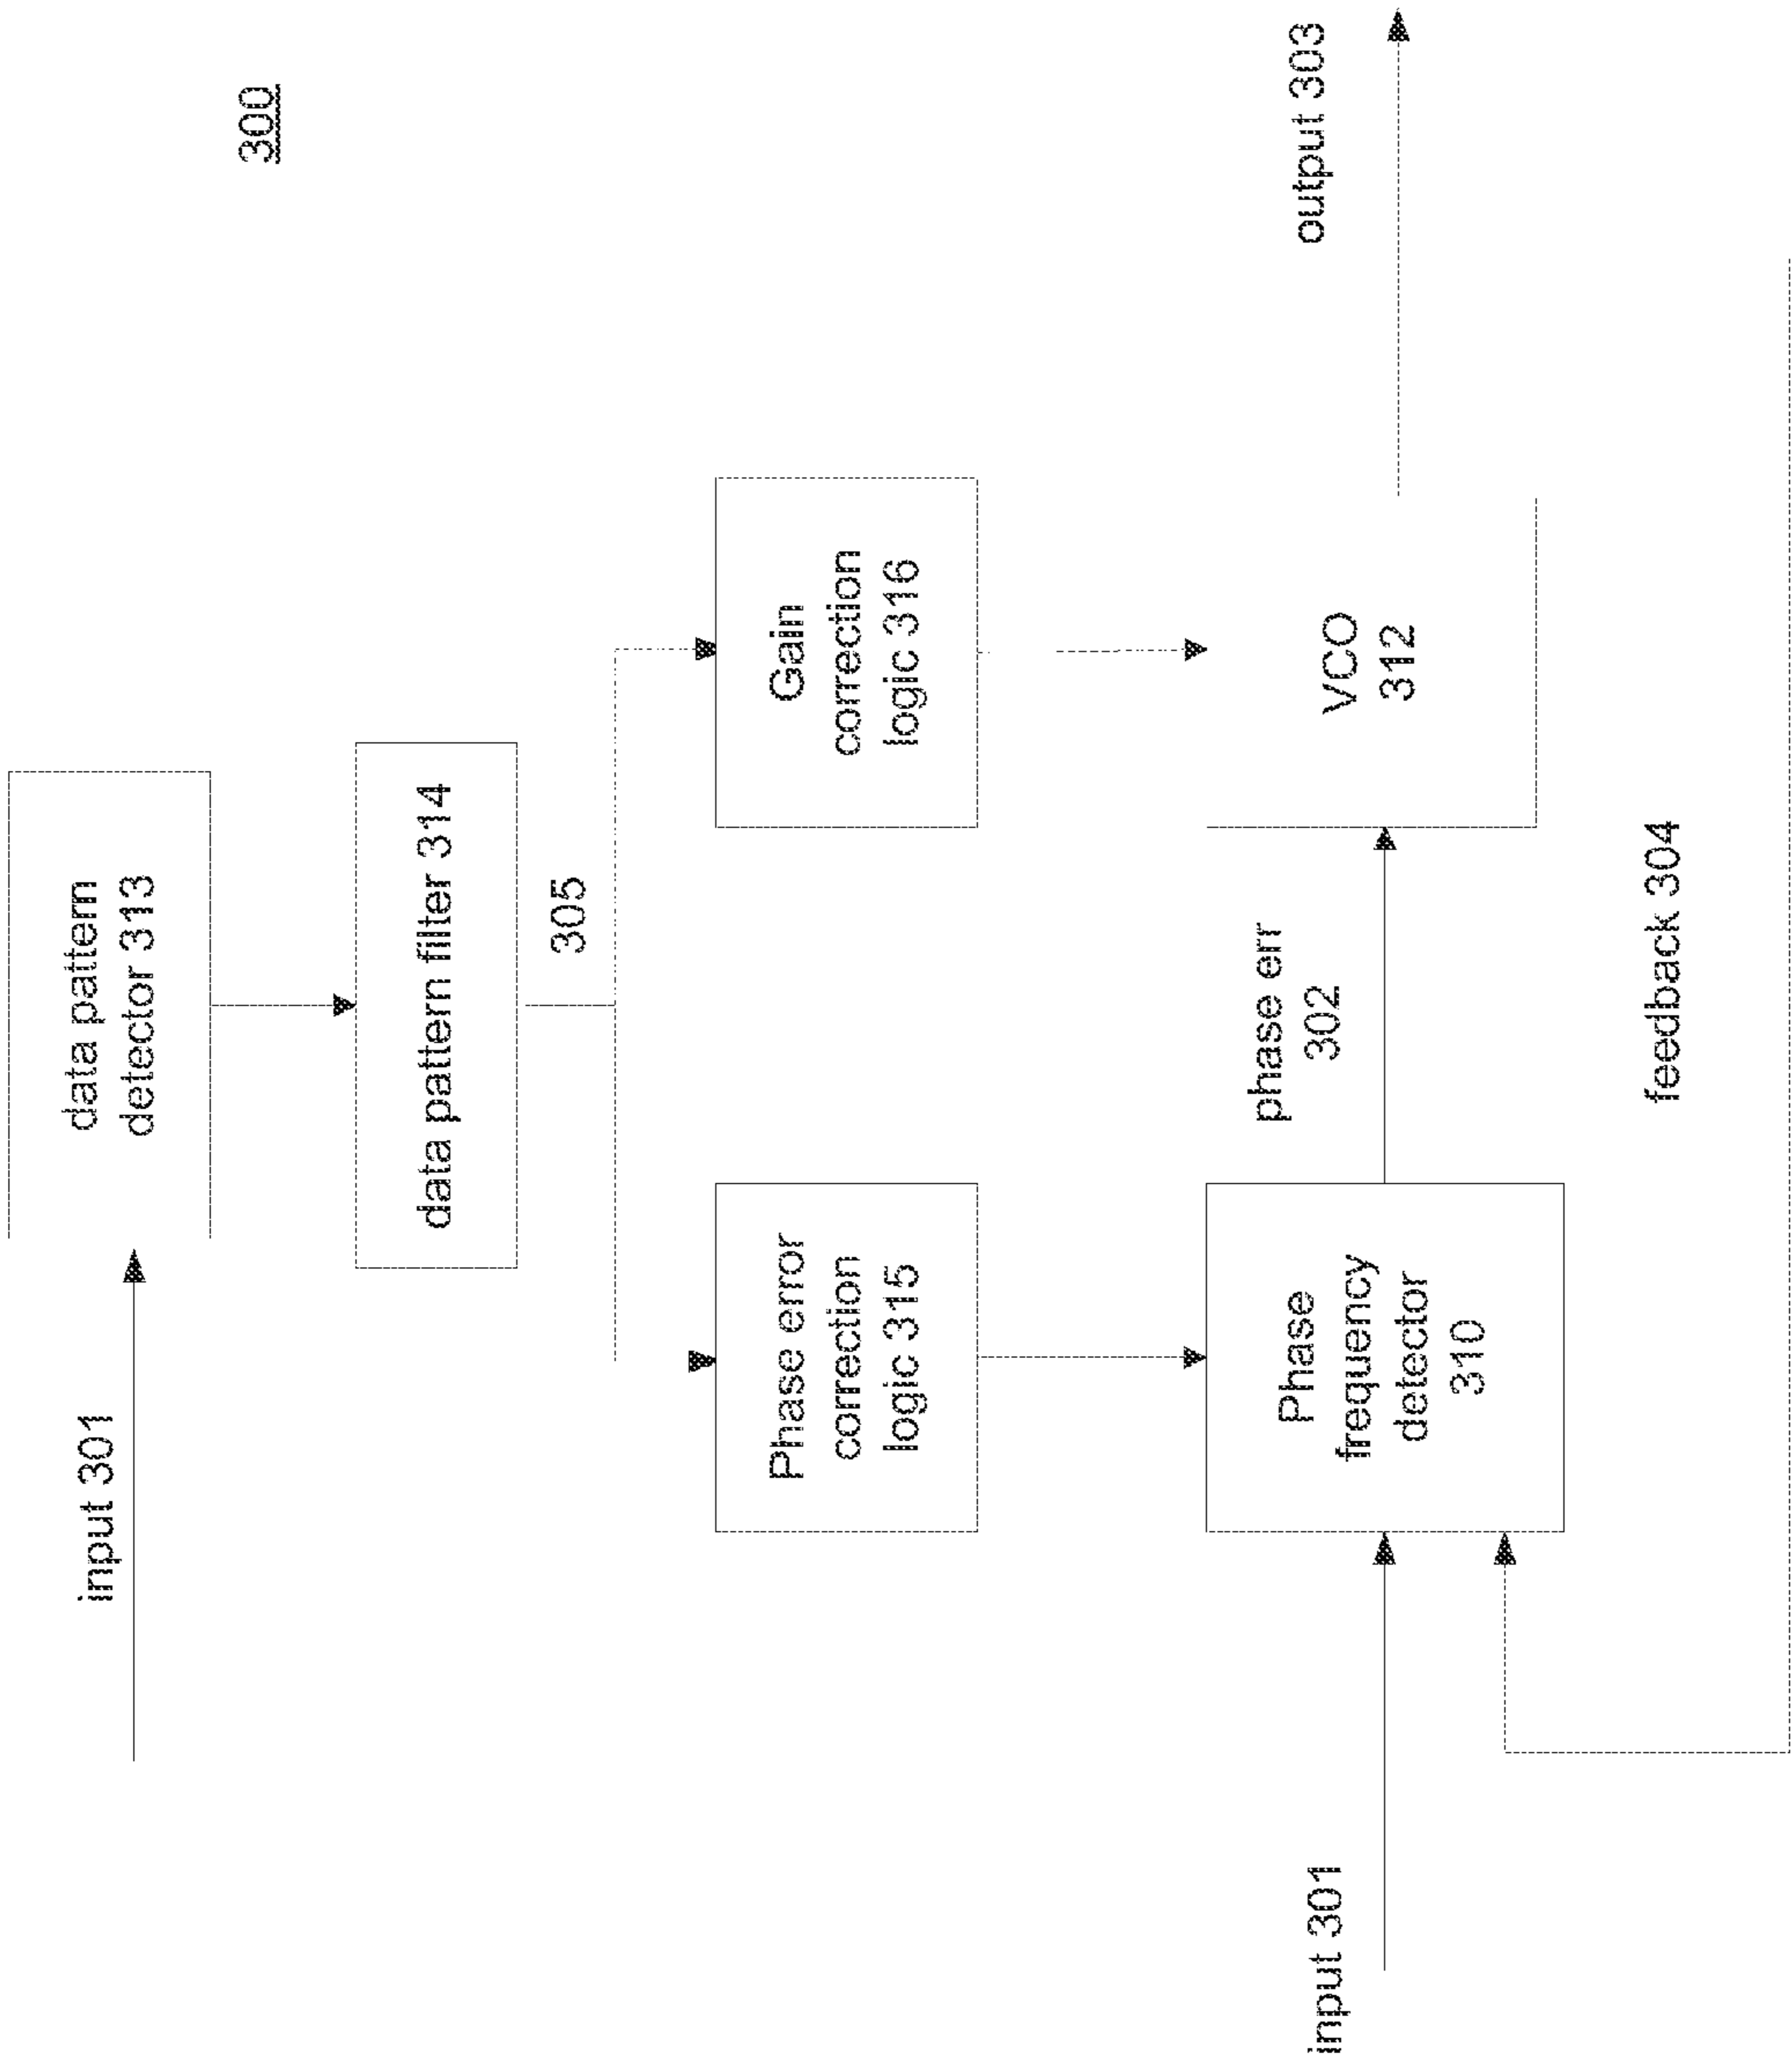 300
input 301
data pattern
detector 313
data pattern filter 314
305
Phase error
correction
logic 315
Gain
correction
logic 316
input 301
Phase
frequency
detector
310
phase err
302
VCO
312
output 303
feedback 304